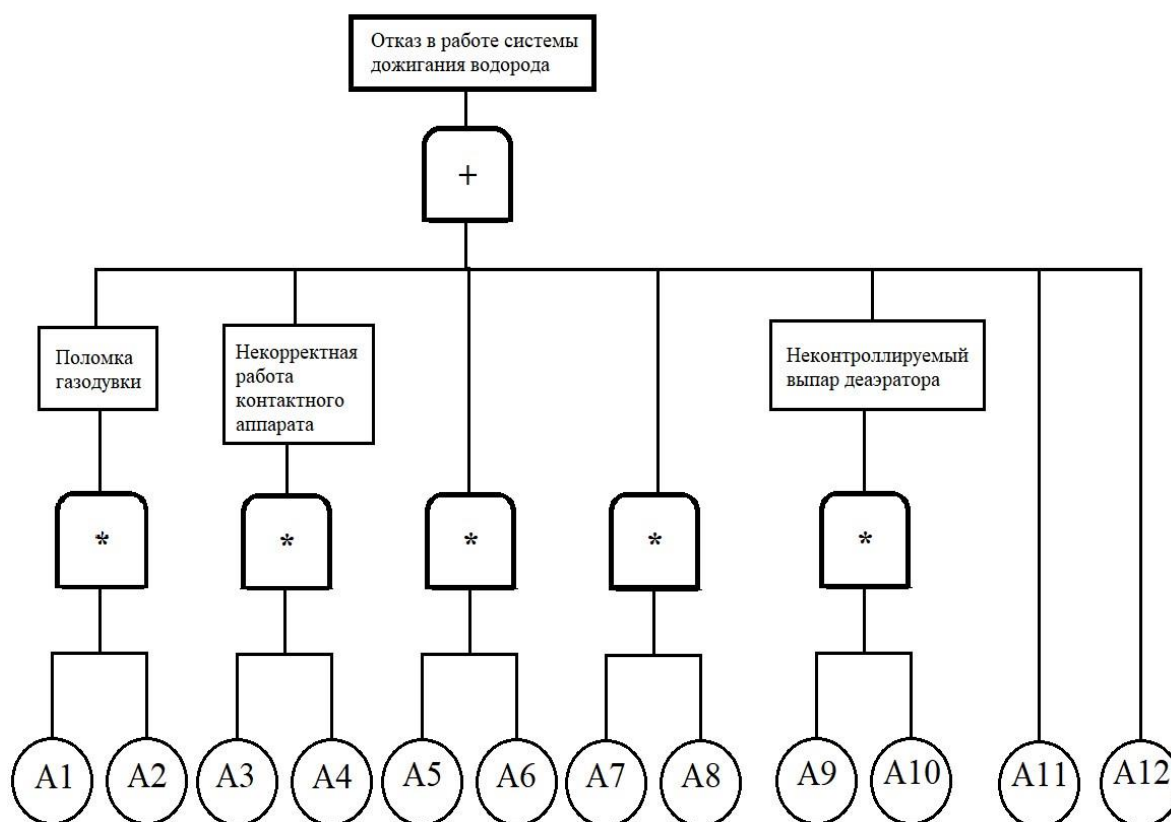 Отказ в работе системы
дожигания водорода
+
Поломка
газодувки
Некорректная
работа
контактного
аппарата
Неконтроллируемый
выпар деаэратора
*
*
*
*
*
A1
A2
A3
A4
A5
A6
A7
A8
A9
A10
A11
A12